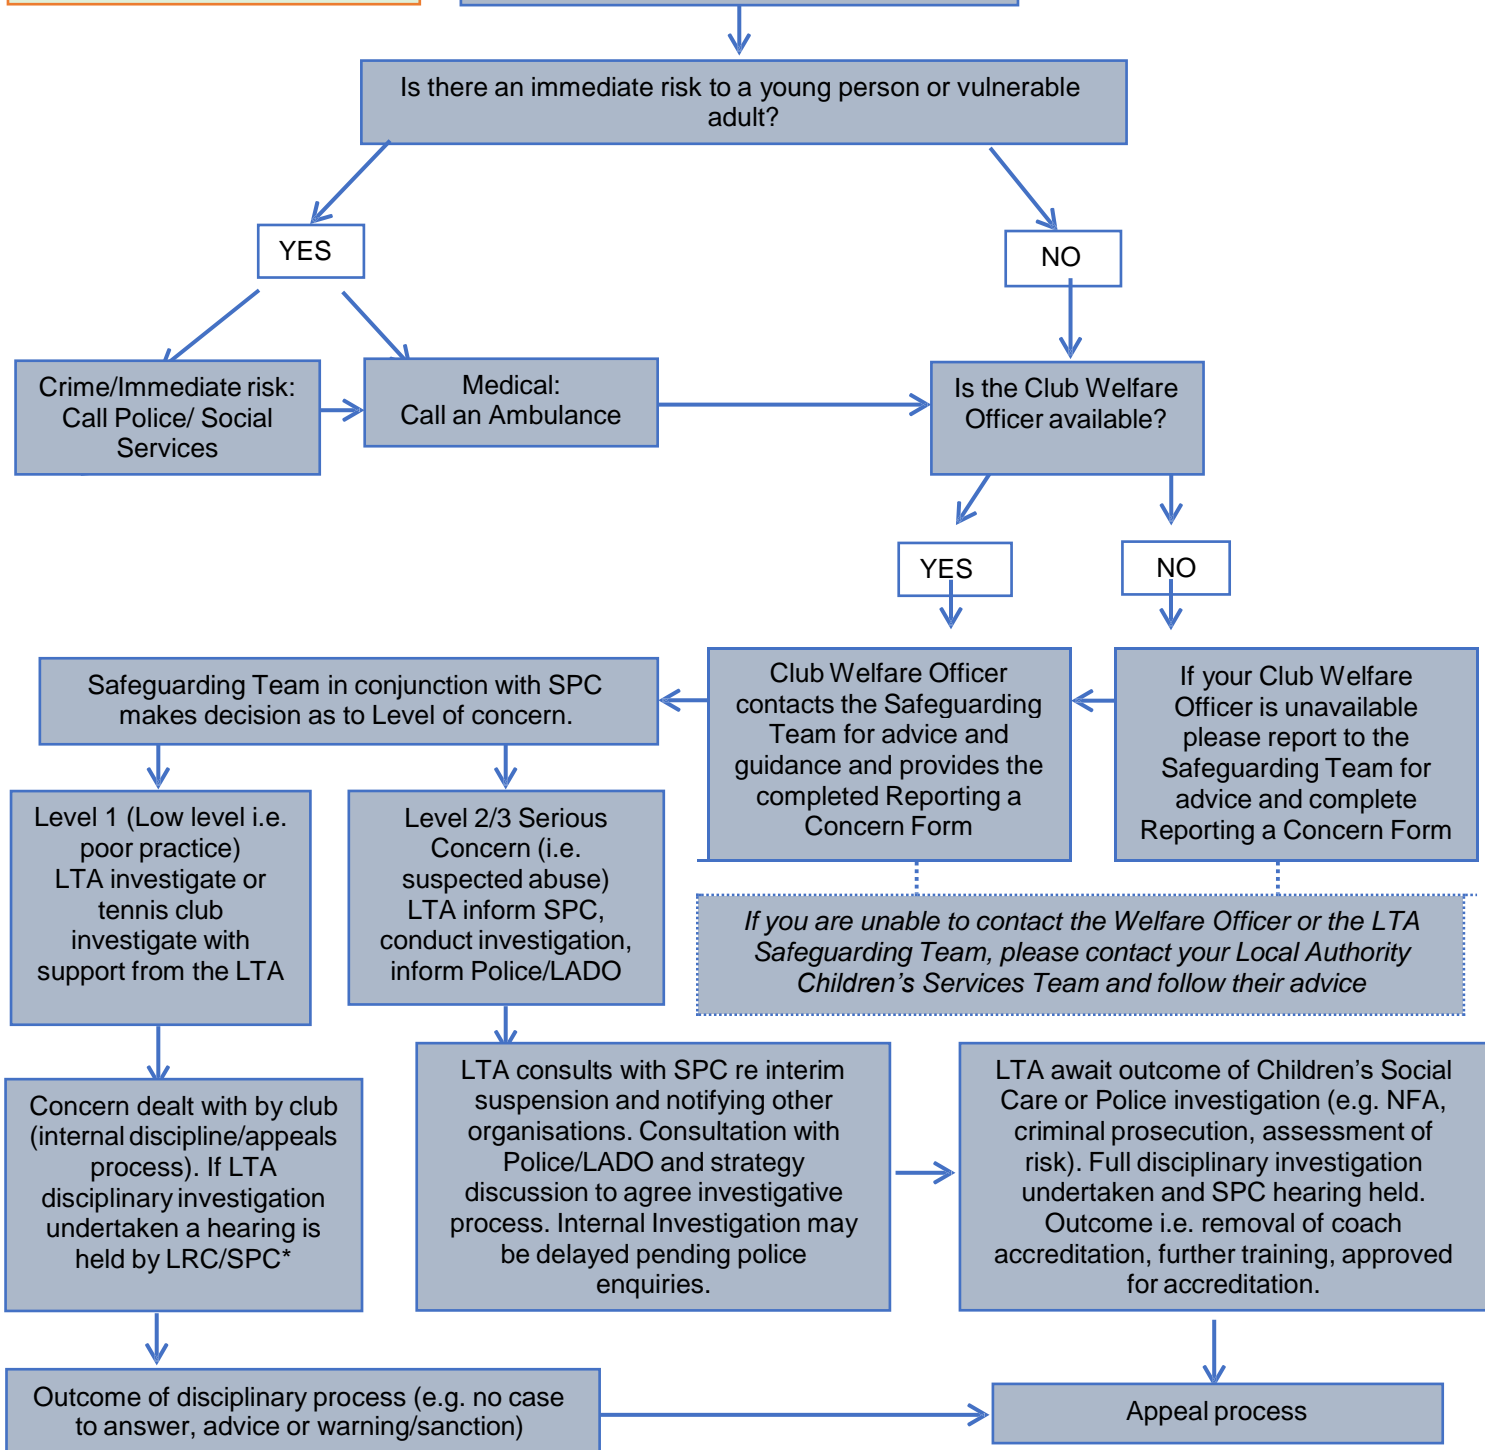 Is there an immediate risk to a young person or vulnerable
adult?
YES
NO
Crime/Immediate risk:
Call Police/ Social
Services
Medical:
Call an Ambulance
Is the Club Welfare
Officer available?
YES
NO
Safeguarding Team in conjunction with SPC
makes decision as to Level of concern.
Club Welfare Officer
contacts the Safeguarding
Team for advice and
guidance and provides the
completed Reporting a
Concern Form
If your Club Welfare
Officer is unavailable
please report to the
Safeguarding Team for
advice and complete
Reporting a Concern Form
Level 1 (Low level i.e.
poor practice)
LTA investigate or
tennis club
investigate with
support from the LTA
Level 2/3 Serious
Concern (i.e.
suspected abuse)
LTA inform SPC,
conduct investigation,
inform Police/LADO
If you are unable to contact the Welfare Officer or the LTA
Safeguarding Team, please contact your Local Authority
Children's Services Team and follow their advice
Concern dealt with by club
(internal discipline/appeals
process). If LTA
disciplinary investigation
undertaken a hearing is
held by LRC/SPC*
LTA consults with SPC re interim
suspension and notifying other
organisations. Consultation with
Police/LADO and strategy
discussion to agree investigative
process. Internal Investigation may
be delayed pending police
enquiries.
LTA await outcome of Children's Social
Care or Police investigation (e.g. NFA,
criminal prosecution, assessment of
risk). Full disciplinary investigation
undertaken and SPC hearing held.
Outcome i.e. removal of coach
accreditation, further training, approved
for accreditation.
Outcome of disciplinary process (e.g. no case
to answer, advice or warning/sanction)
Appeal process